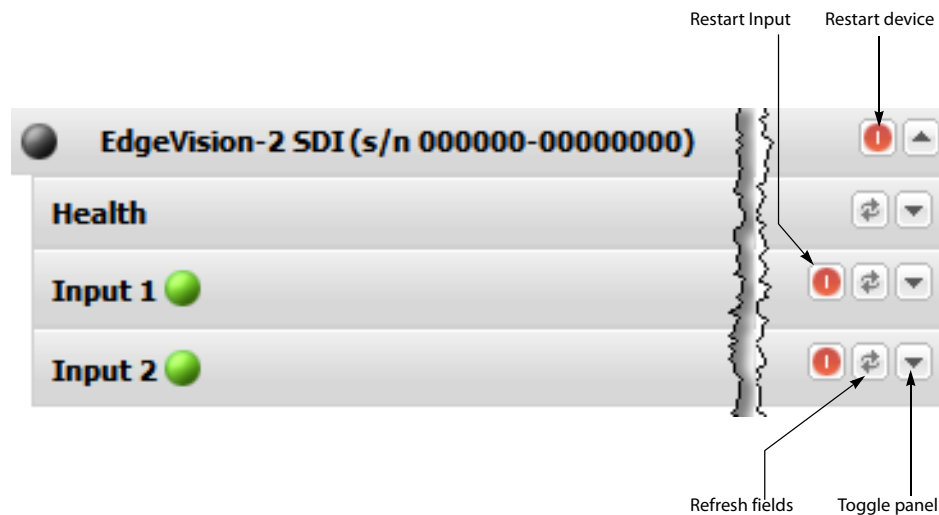 Restart Input
Restart device
EdgeVision-2 SDI (s/n 000000-00000000)
Health
Input 1
Input 2
Refresh fields
Toggle panel